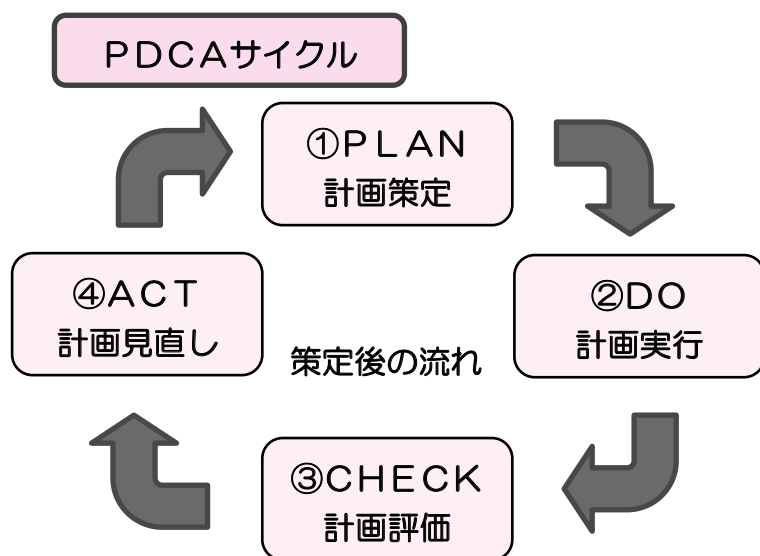 PDCAサイクル
①PLAN
計画策定
②DO
計画実行
③CHECK
計画評価
④ACT
計画見直し
策定後の流れ